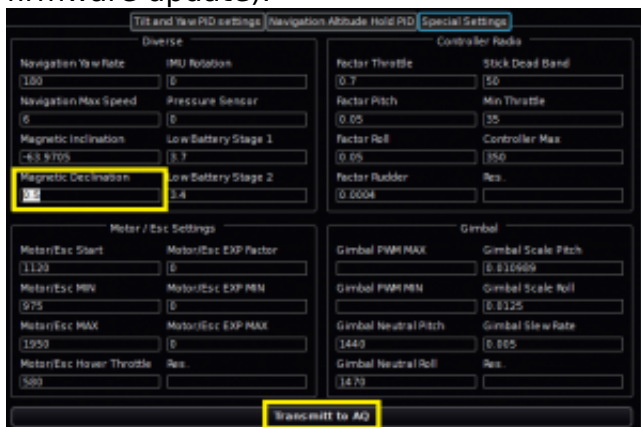 firmware update).
Tilt and Yaw PID settings Navigation Altitude Hold PID Special Settings
Diverse Controller Radio
Navigation Yaw Rate IMU Rotation Factor Throttle Stick Dead Band
180 0 0.7 50
Navigation Max Speed Pressure Sensor Factor Pitch Min Throttle
6 0 0.05 35
Magnetic Inclination Low Battery Stage 1 Factor Roll Controller Max
-63.9705 3.7 0.05 350
Magnetic Declination Low Battery Stage 2 Factor Rudder Res.
0.5 3.4 0.0004
Motor / Esc Settings Gimbal
Motor/Esc Start Motor/Esc EXP Factor Gimbal PWM MAX Gimbal Scale Pitch
1120 0 0.010989
Motor/Esc MIN Motor/Esc EXP MIN Gimbal PWM MIN Gimbal Scale Roll
975 0 0.0125
Motor/Esc MAX Motor/Esc EXP MAX Gimbal Neutral Pitch Gimbal Slew Rate
1950 0 1440 0.005
Motor/Esc Hover Throttle Res. Gimbal Neutral Roll Res.
580 1470
Transmitt to AQ